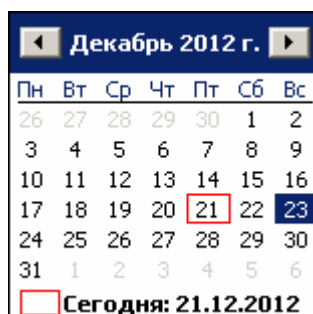 Декабрь 2012 г.
Пн Вт Ср Чт Пт Сб Вс
26 27 28 29 30 1 2
3 4 5 6 7 8 9
10 11 12 13 14 15 16
17 18 19 20 21 22 23
24 25 26 27 28 29 30
31 1 2 3 4 5 6
Сегодня: 21.12.2012